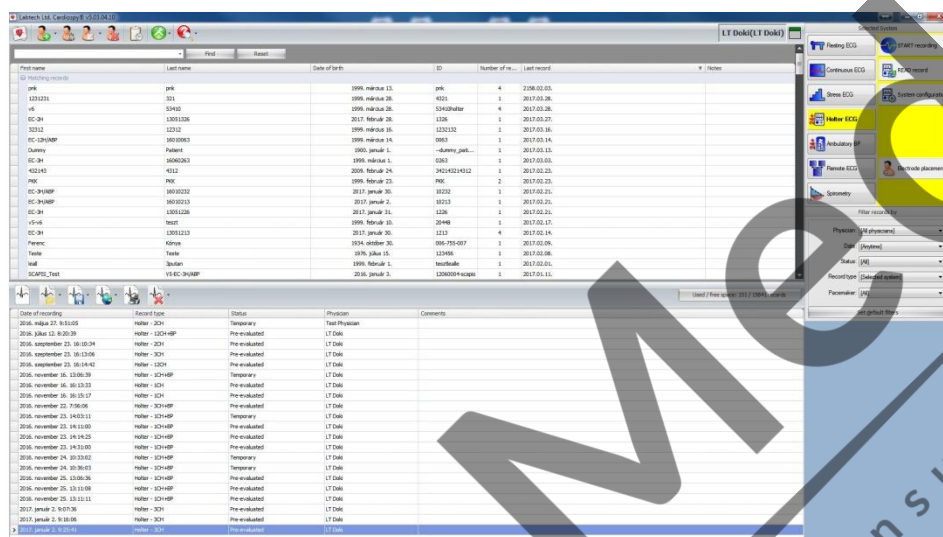 Labtech Ltd. Cardiospy® v5.03.04.10
LT Doki(LT Doki)
Selected System
Find Reset
First name Last name Date of birth ID Number of re... Last record Notes
Matching records
pnk pnk 1999. március 13. pnk 4 2158.02.03.
1231231 321 1999. március 28. 4321 1 2017.03.28.
v6 53410 1999. március 28. 53410holter 4 2017.03.28.
EC-3H 13051326 2017. február 28. 1326 1 2017.03.27.
32312 12312 1999. március 16. 1232132 1 2017.03.16.
EC-12H/ABP 16010063 1999. március 14. 0063 1 2017.03.14.
Dummy Patient 1900. január 1. 1 2017.03.13.
EC-3H 16060263 1999. március 1. 0263 1 2017.03.03.
432143 4312 2009. február 24. 342143214312 1 2017.02.23.
PKK PKK 1999. február 23. PKK 2 2017.02.23.
EC-3H/ABP 16010232 2017. január 30. 10232 1 2017.02.21.
EC-3H/ABP 16010213 2017. január 2. 10213 1 2017.02.21.
EC-3H 13051226 2017. január 31. 1226 1 2017.02.21.
v5-v6 teszt 1999. február 10. 20448 1 2017.02.17.
EC-3H 13051213 2017. január 30. 1213 4 2017.02.14.
Ferenc Kónya 1934. október 30. 006-755-007 1 2017.02.09.
Teste Teste 1976. július 15. 123456 1 2017.02.08.
leall 3putan 1999. február 1. tesztlealle 1 2017.02.01.
SCAPIS_Test V5-EC-3H/ABP 2016. január 3. 12060004-scapis 1 2017.01.11.
Resting ECG START recording
Continuous ECG READ record
Stress ECG System configuration
Holter ECG
Ambulatory BP
Remote ECG Electrode placement
Spirometry
Filter records by
Physician: [All physicians]
Date: [Anytime]
Status: [All]
Record type: [Selected system]
Pacemaker: [All]
Set default filters
Used / free space:
Date of recording Record type Status Physician Comments
2016. május 27. 9:51:05 Holter - 2CH Temporary Test Physician
2016. július 12. 8:20:39 Holter - 12CH+BP Pre-evaluated LT Doki
2016. szeptember 23. 16:10:34 Holter - 2CH Pre-evaluated LT Doki
2016. szeptember 23. 16:13:06 Holter - 3CH Pre-evaluated LT Doki
2016. szeptember 23. 16:14:42 Holter - 12CH Pre-evaluated LT Doki
2016. november 16. 13:06:39 Holter - 1CH+BP Temporary LT Doki
2016. november 16. 16:13:33 Holter - 1CH Pre-evaluated LT Doki
2016. november 16. 16:15:17 Holter - 1CH Pre-evaluated LT Doki
2016. november 22. 7:56:06 Holter - 3CH+BP Pre-evaluated LT Doki
2016. november 23. 14:03:11 Holter - 1CH+BP Temporary LT Doki
2016. november 23. 14:11:00 Holter - 1CH+BP Pre-evaluated LT Doki
2016. november 23. 14:14:25 Holter - 1CH+BP Pre-evaluated LT Doki
2016. november 23. 14:31:00 Holter - 1CH+BP Pre-evaluated LT Doki
2016. november 24. 10:33:02 Holter - 1CH+BP Temporary LT Doki
2016. november 24. 10:36:03 Holter - 1CH+BP Temporary LT Doki
2016. november 25. 13:06:36 Holter - 1CH+BP Pre-evaluated LT Doki
2016. november 25. 13:11:08 Holter - 1CH+BP Pre-evaluated LT Doki
2016. november 25. 13:11:11 Holter - 1CH+BP Pre-evaluated LT Doki
2017. január 2. 9:07:36 Holter - 3CH Pre-evaluated LT Doki
2017. január 2. 9:16:06 Holter - 3CH Pre-evaluated LT Doki
2017. január 2. 9:25:41 Holter - 3CH Pre-evaluated LT Doki